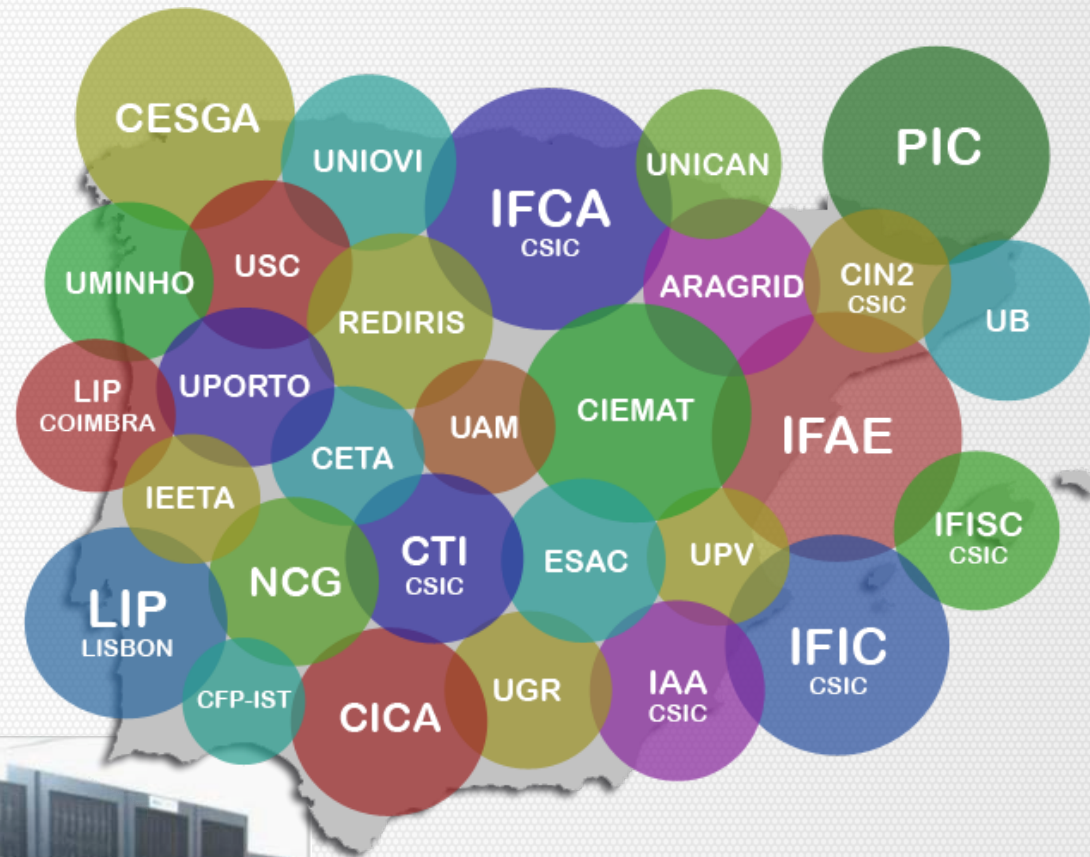 CESGA
UNIOVI
IFCA
CSIC
UNICAN
PIC
UMINHO
USC
REDIRIS
ARAGRID
CIN2
CSIC
UB
LIP
COIMBRA
UPORTO
CETA
UAM
CIEMAT
IFAE
IEETA
NCG
CTI
CSIC
ESAC
UPV
IFISC
CSIC
LIP
LISBON
CFP-IST
CICA
UGR
IAA
CSIC
IFIC
CSIC